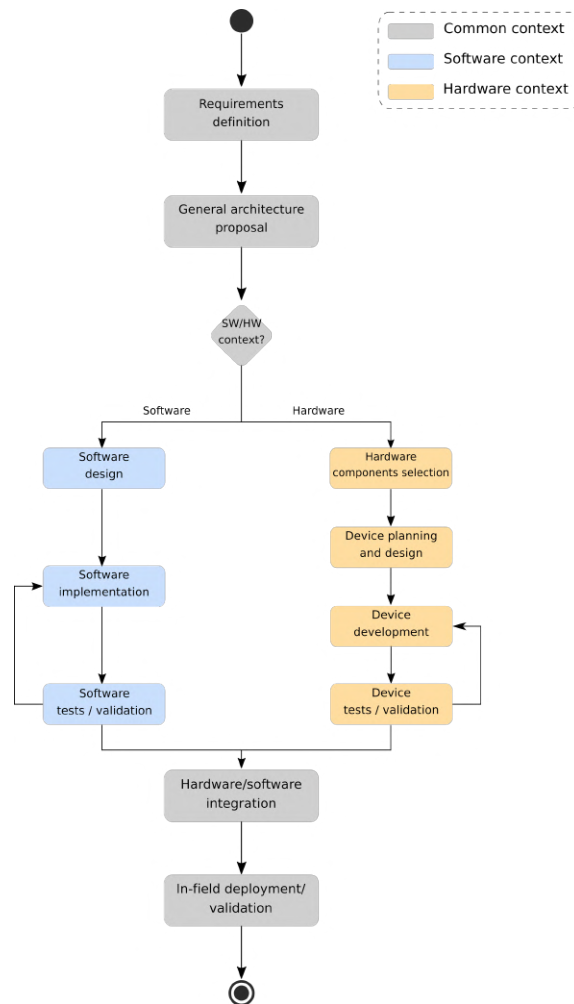 Common context
Software context
Hardware context
Requirements
definition
General architecture
proposal
SW/HW
context?
Software
Hardware
Software
design
Hardware
components selection
Device planning
and design
Software
implementation
Device
development
Software
tests / validation
Device
tests / validation
Hardware/software
integration
In-field deployment/
validation